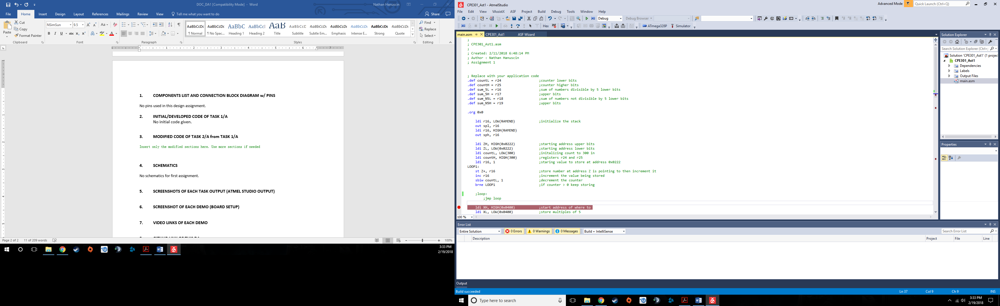 DOC_DA1 [Compatibility Mode] - Word
Nathan Hanuscin
File Home Insert Design Layout References Mailings Review View Tell me what you want to do Share
Paste
Cut
Copy
Format Painter
NSimSun 9.5
AaBbCcDc AaBbCcDc AaBbC AaBbCcI AaB AaBbCcD AaBbCcDc AaBbCcDc AaBbCcDc AaBbCcDc AaBbCcDc
¶ Normal ¶ No Spac... Heading 1 Heading 2 Title Subtitle Subtle Em... Emphasis Intense E... Strong Quote
Find
Replace
Select
Clipboard Font Paragraph Styles Editing
1. COMPONENTS LIST AND CONNECTION BLOCK DIAGRAM w/ PINS
No pins used in this design assignment.
2. INITIAL/DEVELOPED CODE OF TASK 1/A
No initial code given.
3. MODIFIED CODE OF TASK 2/A from TASK 1/A
Insert only the modified sections here. Use more sections if needed
4. SCHEMATICS
No schematics for first assignment.
5. SCREENSHOTS OF EACH TASK OUTPUT (ATMEL STUDIO OUTPUT)
6. SCREENSHOT OF EACH DEMO (BOARD SETUP)
7. VIDEO LINKS OF EACH DEMO
Page 2 of 2 11 of 209 words
100%
3:33 PM
2/19/2018
CPE301_Ast1 - AtmelStudio
Advanced Mode Quick Launch (Ctrl+Q)
File Edit View VAssistX ASF Project Build Debug Tools Window Help
Debug Debug Browser
Hex ATmega328P Simulator
main.asm CPE301_Ast1 ASF Wizard
;
; CPE301_Ast1.asm
;
; Created: 2/11/2018 6:48:14 PM
; Author : Nathan Hanuscin
; Assignment 1
; Replace with your application code
.def countL = r24 ;counter lower bits
.def countH = r25 ;counter higher bits
.def sum_5L = r16 ;sum of numbers divisible by 5 lower bits
.def sum_5H = r17 ;upper bits
.def sum_N5L = r18 ;sum of numbers not divisible by 5 lower bits
.def sum_N5H = r19 ;upper bits
.org 0x0
ldi r16, LOW(RAMEND) ;initialize the stack
out spl, r16
ldi r16, HIGH(RAMEND)
out sph, r16
ldi ZH, HIGH(0x0222) ;starting address upper bits
ldi ZL, LOW(0x0222) ;starting address lower bits
ldi countL, LOW(300) ;initalizing count to 300 in
ldi countH, HIGH(300) ;registers r24 and r25
ldi r16, 1 ;staring value to store at address 0x0222
LOOP1:
st Z+, r16 ;store number at address Z is pointing to then increment it
inc r16 ;increment the value being stored
sbiw countL, 1 ;decrement the counter
brne LOOP1 ;if counter > 0 keep storing
;loop:
;jmp loop
ldi XH, HIGH(0x0400) ;start address of where to
ldi XL, LOW(0x0400) ;store multiples of 5
100 %
Solution Explorer
Search Solution Explorer (Ctrl+;
Solution 'CPE301_Ast1' (1 projec
CPE301_Ast1
Dependencies
Labels
Output Files
main.asm
Properties
Error List
Entire Solution 0 Errors 0 Warnings 0 Messages Build + IntelliSense Search Error List
Description Project File Line
Output
Build succeeded Ln 37 Col 9 Ch 9 INS
Type here to search
3:33 PM
2/19/2018